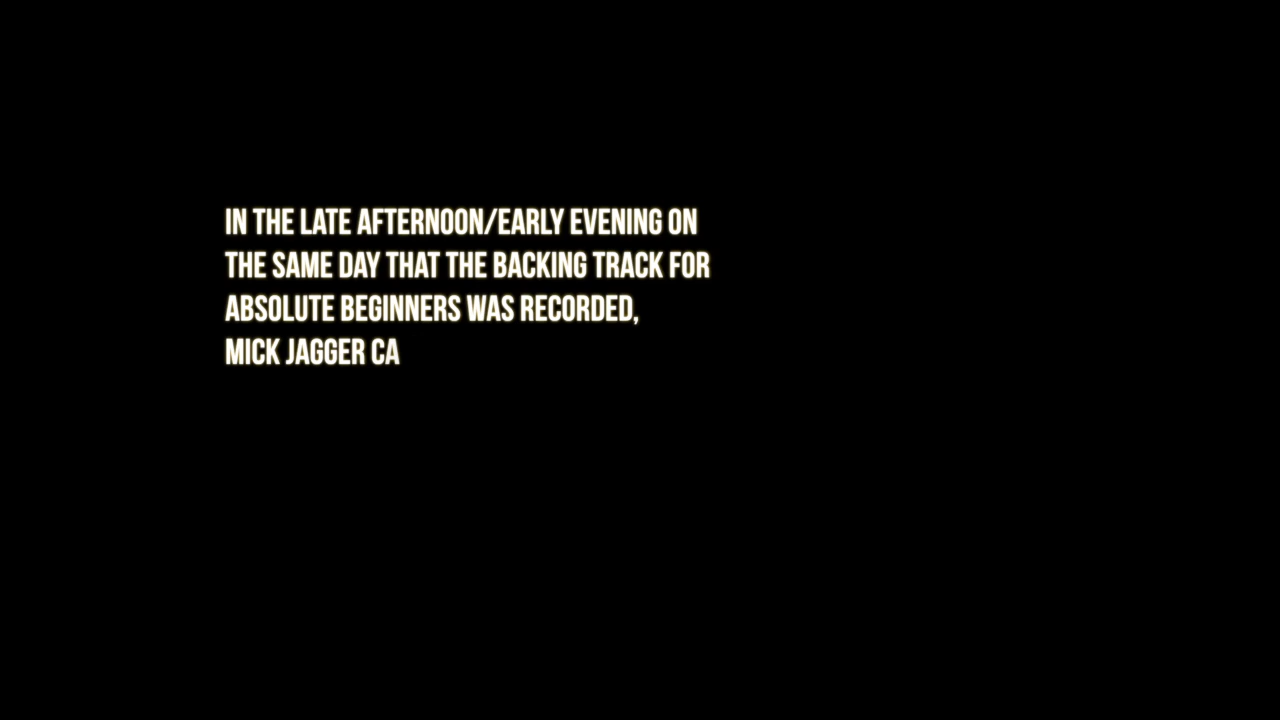 IN THE LATE AFTERNOON/EARLY EVENING ON
THE SAME DAY THAT THE BACKING TRACK FOR
ABSOLUTE BEGINNERS WAS RECORDED,
MICK JAGGER CA